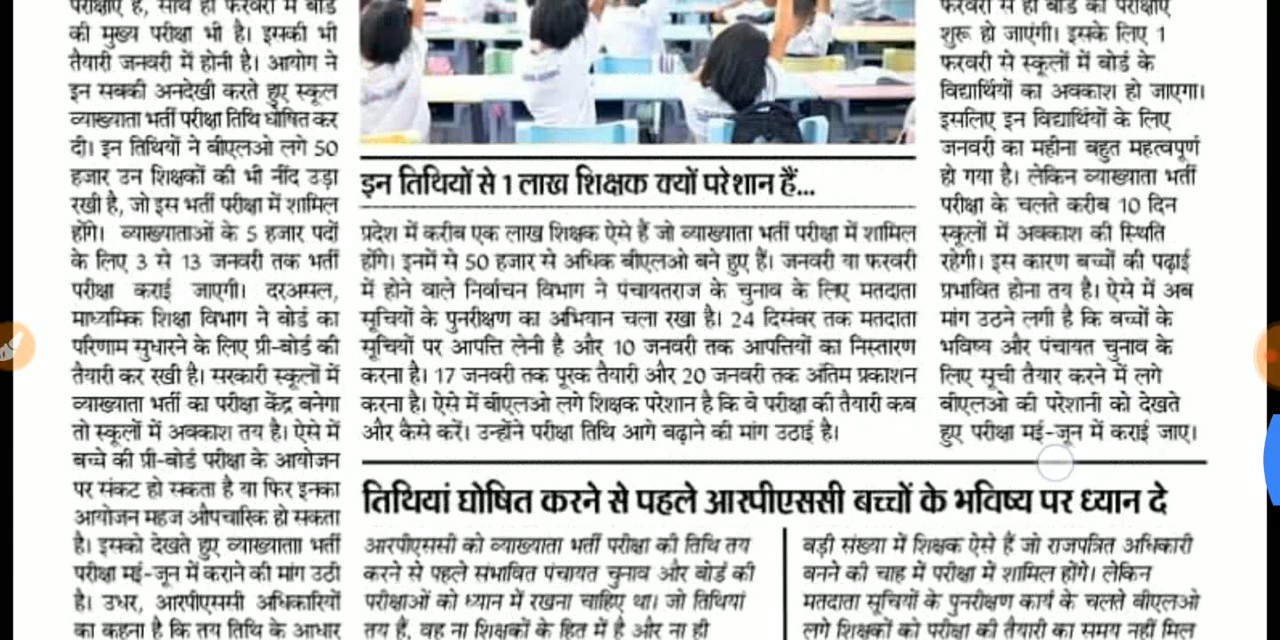 परीक्षाएं हैं, साथ ही फरवरी में बोर्ड
की मुख्य परीक्षा भी है। इसकी भी
तैयारी जनवरी में होनी है। आयोग ने
इन सबकी अनदेखी करते हुए स्कूल
व्याख्याता भर्ती परीक्षा तिथि घोषित कर
दी। इन तिथियों ने बीएलओ लगे 50
हजार उन शिक्षकों की भी नींद उड़ा
रखी है, जो इस भर्ती परीक्षा में शामिल
होंगे। व्याख्याताओं के 5 हजार पदों
के लिए 3 से 13 जनवरी तक भर्ती
परीक्षा कराई जाएगी। दरअसल,
माध्यमिक शिक्षा विभाग ने बोर्ड का
परिणाम सुधारने के लिए प्री-बोर्ड की
तैयारी कर रखी है। सरकारी स्कूलों में
व्याख्याता भर्ती का परीक्षा केंद्र बनेगा
तो स्कूलों में अवकाश तय है। ऐसे में
बच्चे की प्री-बोर्ड परीक्षा के आयोजन
पर संकट हो सकता है या फिर इनका
आयोजन महज औपचारिक हो सकता
है। इसको देखते हुए व्याख्याताा भर्ती
परीक्षा मई-जून में कराने की मांग उठी
है। उधर, आरपीएससी अधिकारियों
का कहना है कि तय तिथि के आधार
इन तिथियों से 1 लाख शिक्षक क्यों परेशान हैं...
प्रदेश में करीब एक लाख शिक्षक ऐसे हैं जो व्याख्याता भर्ती परीक्षा में शामिल
होंगे। इनमें से 50 हजार से अधिक बीएलओ बने हुए हैं। जनवरी या फरवरी
में होने वाले निर्वाचन विभाग ने पंचायतराज के चुनाव के लिए मतदाता
सूचियों के पुनरीक्षण का अभियान चला रखा है। 24 दिसंबर तक मतदाता
सूचियों पर आपत्ति लेनी है और 10 जनवरी तक आपत्तियों का निस्तारण
करना है। 17 जनवरी तक पूरक तैयारी और 20 जनवरी तक अंतिम प्रकाशन
करना है। ऐसे में बीएलओ लगे शिक्षक परेशान है कि वे परीक्षा की तैयारी कब
और कैसे करें। उन्होंने परीक्षा तिथि आगे बढ़ाने की मांग उठाई है।
फरवरी से ही बोर्ड की परीक्षाएं
शुरू हो जाएंगी। इसके लिए 1
फरवरी से स्कूलों में बोर्ड के
विद्यार्थियों का अवकाश हो जाएगा।
इसलिए इन विद्यार्थियों के लिए
जनवरी का महीना बहुत महत्वपूर्ण
हो गया है। लेकिन व्याख्याता भर्ती
परीक्षा के चलते करीब 10 दिन
स्कूलों में अवकाश की स्थिति
रहेगी। इस कारण बच्चों की पढ़ाई
प्रभावित होना तय है। ऐसे में अब
मांग उठने लगी है कि बच्चों के
भविष्य और पंचायत चुनाव के
लिए सूची तैयार करने में लगे
बीएलओ की परेशानी को देखते
हुए परीक्षा मई-जून में कराई जाए।
तिथियां घोषित करने से पहले आरपीएससी बच्चों के भविष्य पर ध्यान दे
आरपीएससी को व्याख्याता भर्ती परीक्षा की तिथि तय
करने से पहले संभावित पंचायत चुनाव और बोर्ड की
परीक्षाओं को ध्यान में रखना चाहिए था। जो तिथियां
तय है, वह ना शिक्षकों के हित में है और ना ही
बड़ी संख्या में शिक्षक ऐसे हैं जो राजपत्रित अधिकारी
बनने की चाह में परीक्षा में शामिल होंगे। लेकिन
मतदाता सूचियों के पुनरीक्षण कार्य के चलते बीएलओ
लगे शिक्षकों को परीक्षा की तैयारी का समय नहीं मिल